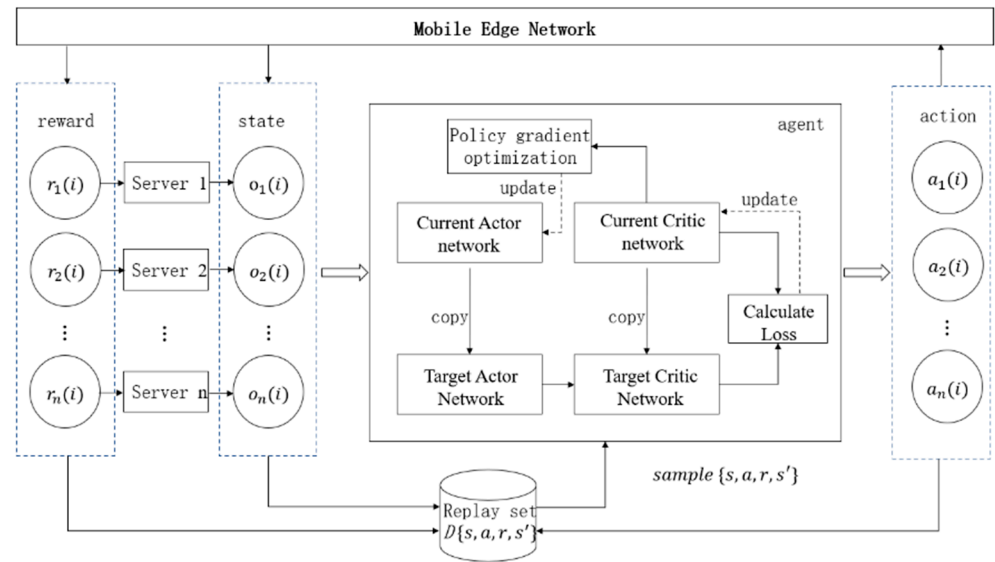 Mobile Edge Network
reward
state
agent
action
Policy gradient
optimization
update
r₁(i)
Server 1
o₁(i)
a₁(i)
Current Actor
network
Current Critic
network
update
r₂(i)
Server 2
o₂(i)
a₂(i)
⋮
⋮
⋮
⋮
copy
copy
Calculate
Loss
rₙ(i)
Server n
oₙ(i)
Target Actor
Network
Target Critic
Network
aₙ(i)
sample {s, a, r, s′}
Replay set
D{s, a, r, s′}